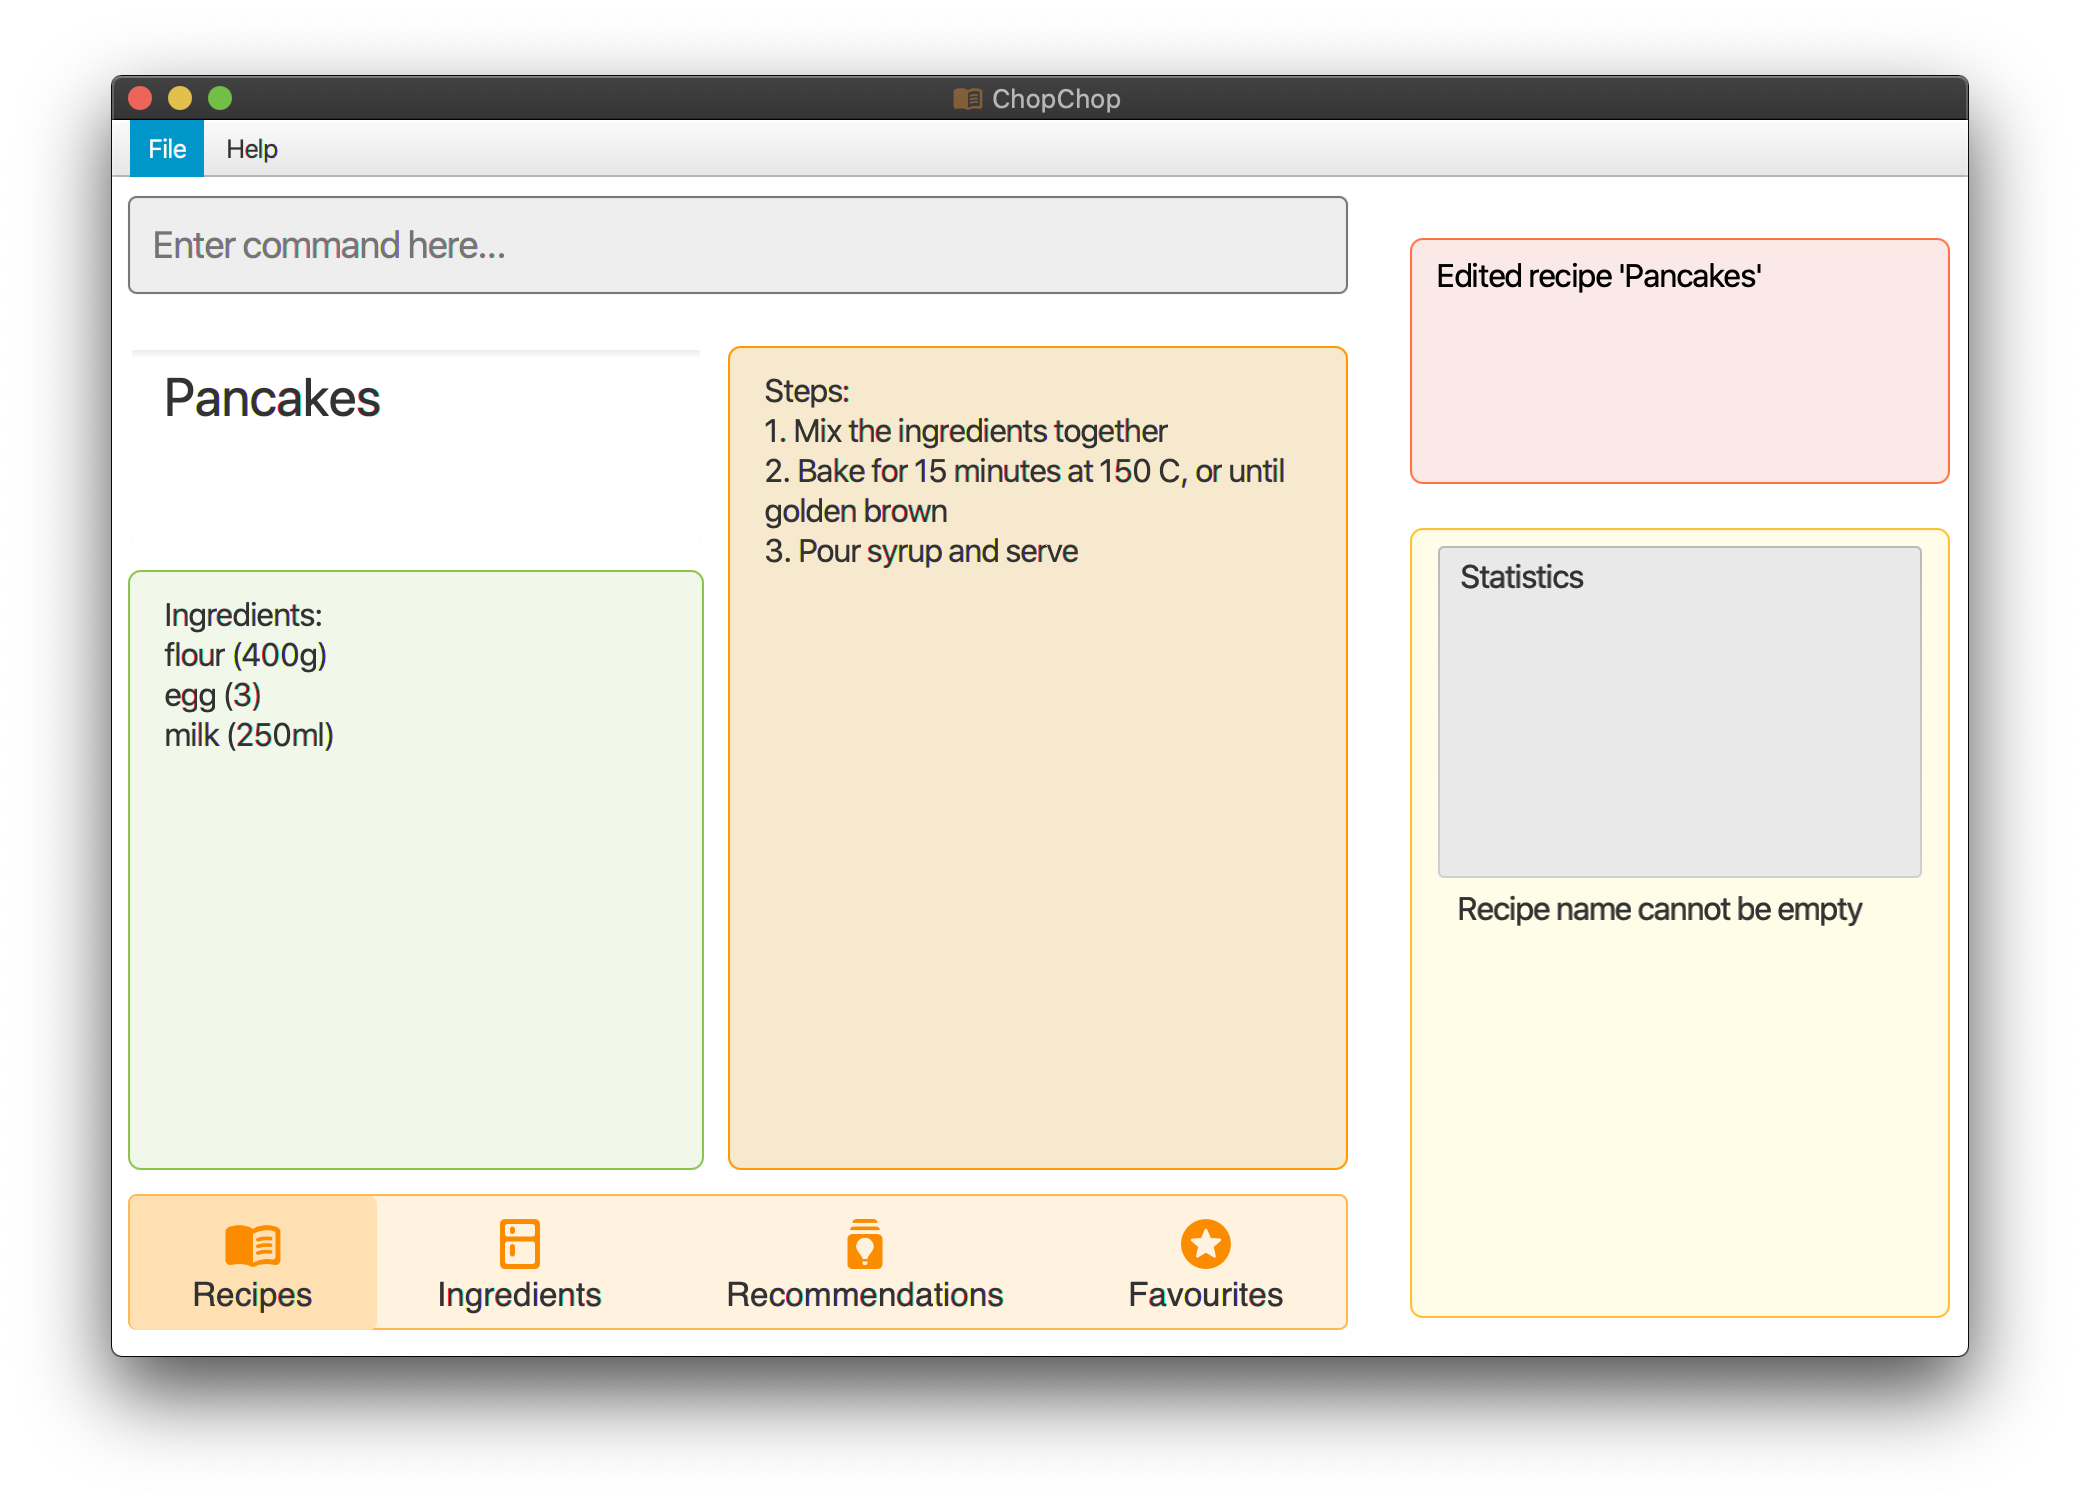 ChopChop
File Help
Enter command here...
Pancakes
Ingredients:
flour (400g)
egg (3)
milk (250ml)
Steps:
1. Mix the ingredients together
2. Bake for 15 minutes at 150 C, or until
golden brown
3. Pour syrup and serve
Edited recipe 'Pancakes'
Statistics
Recipe name cannot be empty
Recipes Ingredients Recommendations Favourites